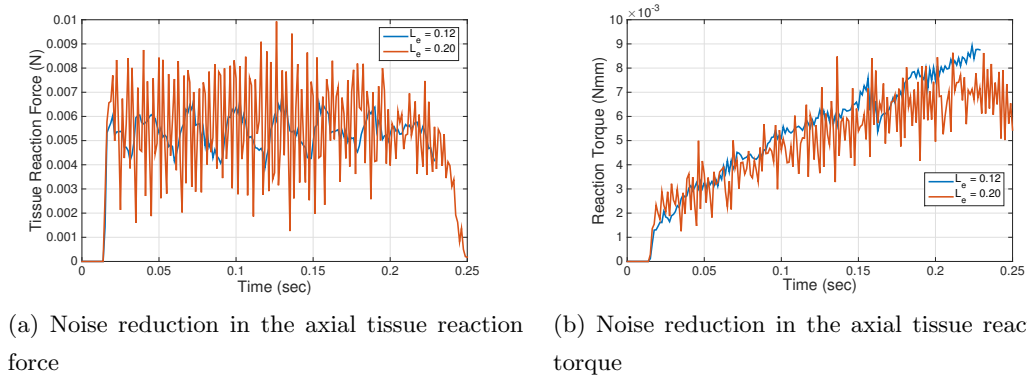 0.01
0.009
0.008
0.007
0.006
0.005
0.004
0.003
0.002
0.001
0
Tissue Reaction Force (N)
L_e = 0.12
L_e = 0.20
0 0.05 0.1 0.15 0.2 0.25
Time (sec)
(a) Noise reduction in the axial tissue reaction
force
×10⁻³
10
9
8
7
6
5
4
3
2
1
0
Reaction Torque (Nmm)
L_e = 0.12
L_e = 0.20
0 0.05 0.1 0.15 0.2 0.25
Time (sec)
(b) Noise reduction in the axial tissue reac
torque